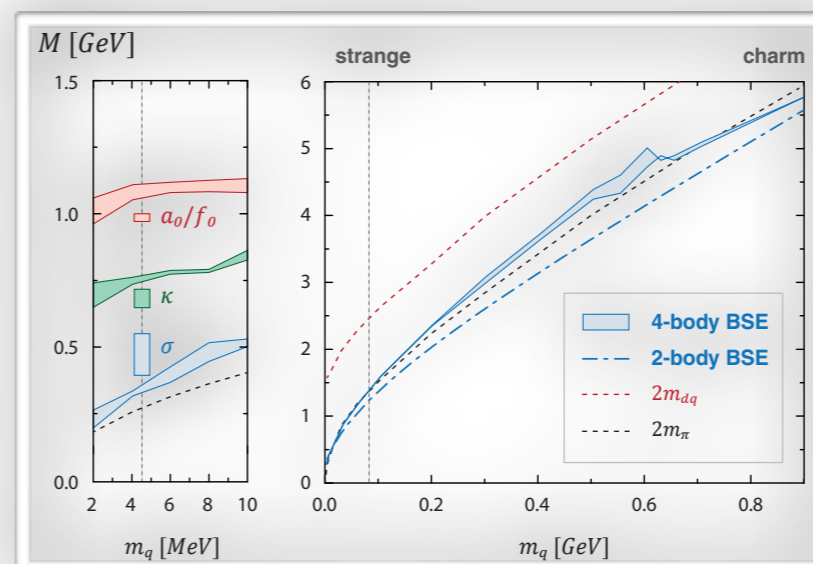 M [GeV]
strange
charm
1.5
1.0
0.5
0.0
a₀/f₀
κ
σ
2
4
6
8
10
m_q [MeV]
6
5
4
3
2
1
0
4-body BSE
2-body BSE
2m_dq
2m_π
0.0
0.2
0.4
0.6
0.8
m_q [GeV]